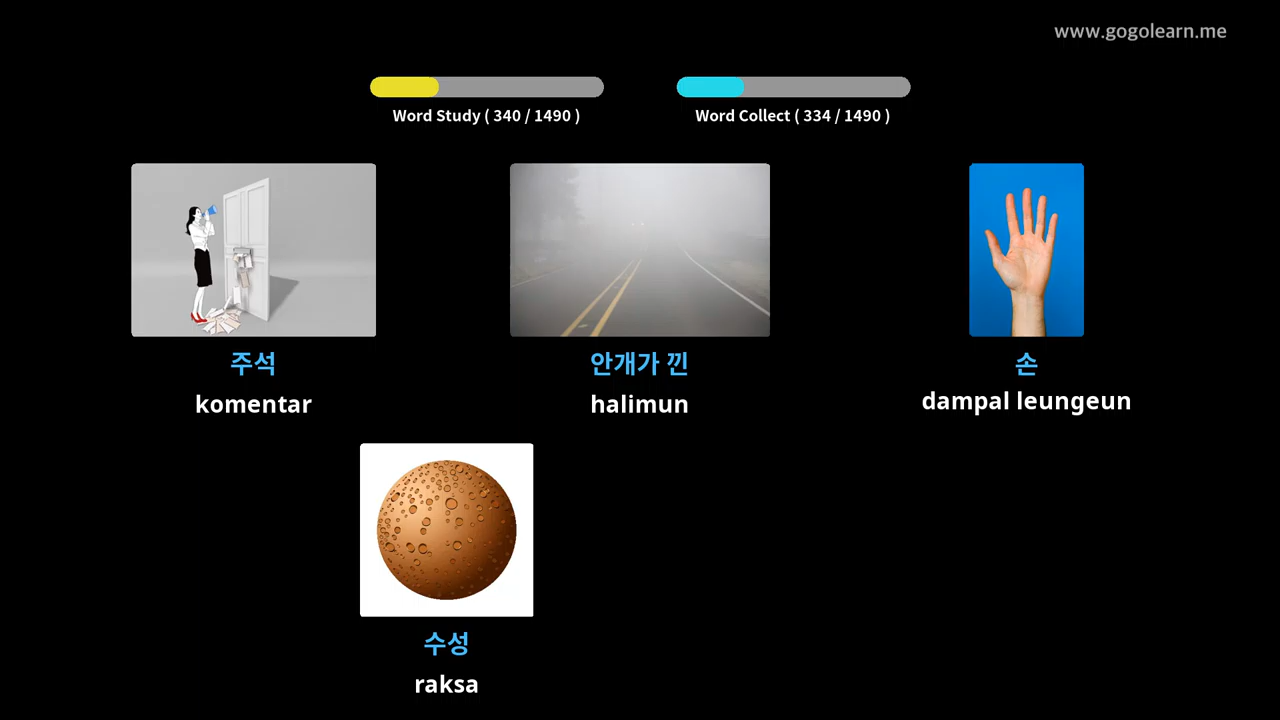 www.gogolearn.me
Word Study ( 340 / 1490 )
Word Collect ( 334 / 1490 )
주석
komentar
안개가 낀
halimun
손
dampal leungeun
수성
raksa